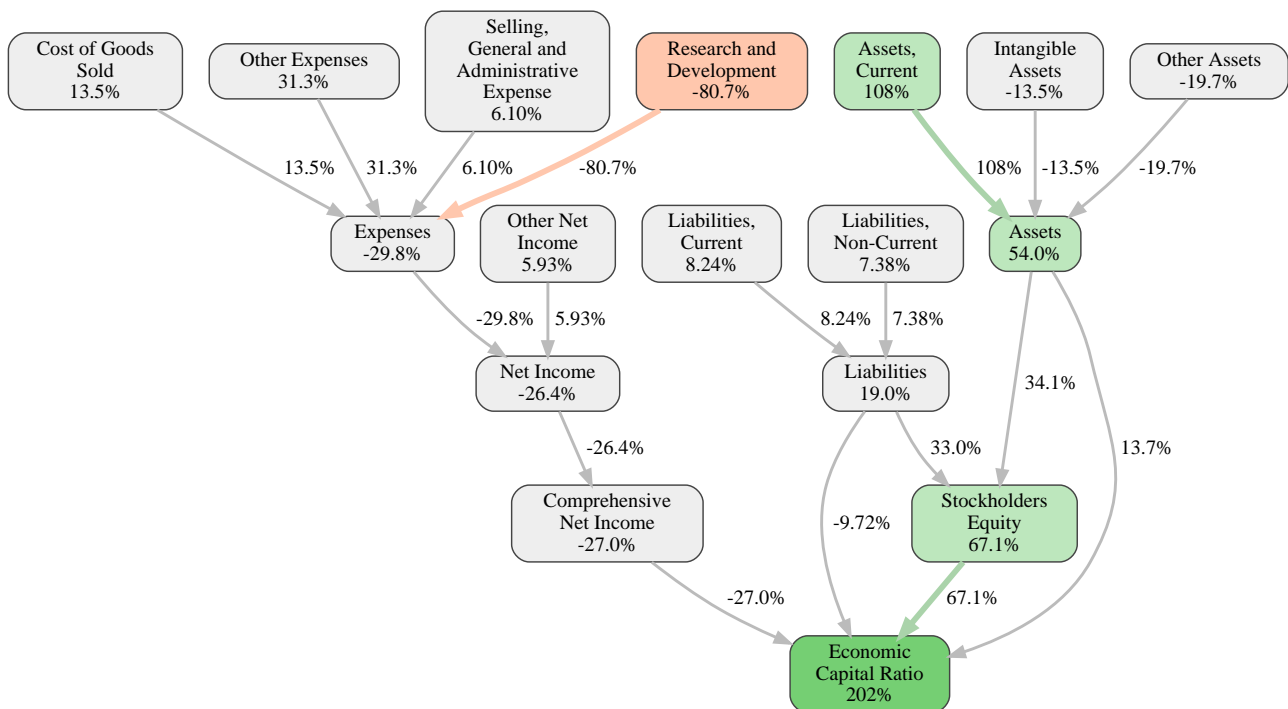 Cost of Goods
Sold
13.5%
Other Expenses
31.3%
Selling,
General and
Administrative
Expense
6.10%
Research and
Development
-80.7%
Assets,
Current
108%
Intangible
Assets
-13.5%
Other Assets
-19.7%
13.5%
31.3%
6.10%
-80.7%
108%
-13.5%
-19.7%
Expenses
-29.8%
Other Net
Income
5.93%
Liabilities,
Current
8.24%
Liabilities,
Non-Current
7.38%
Assets
54.0%
-29.8%
5.93%
8.24%
7.38%
Net Income
-26.4%
Liabilities
19.0%
34.1%
-26.4%
33.0%
13.7%
Comprehensive
Net Income
-27.0%
-9.72%
Stockholders
Equity
67.1%
-27.0%
67.1%
Economic
Capital Ratio
202%